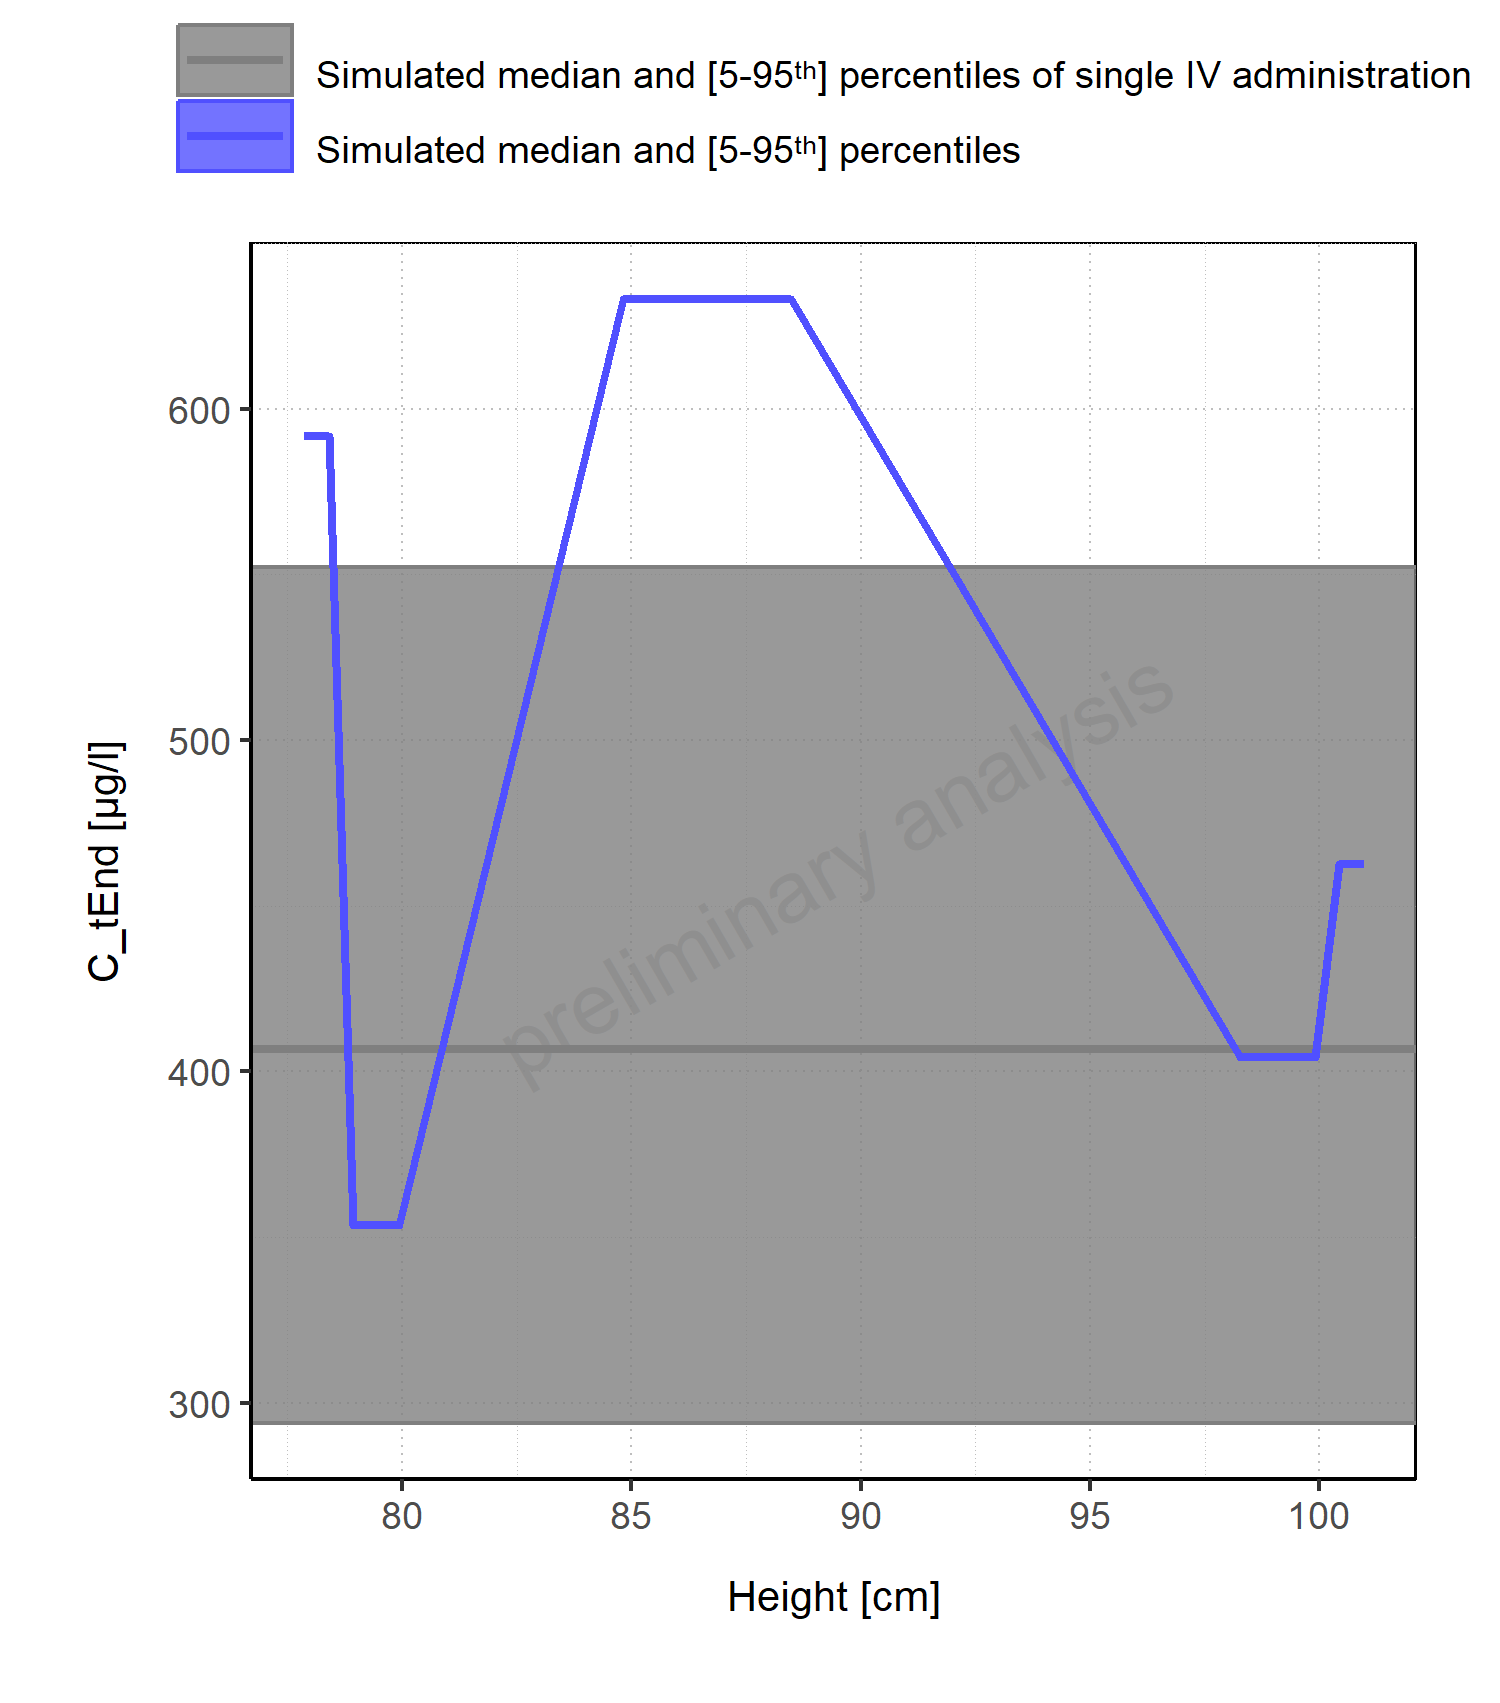 Simulated median and [5-95ᵗʰ] percentiles of single IV administration
Simulated median and [5-95ᵗʰ] percentiles
600
500
400
300
C_tEnd [µg/l]
preliminary analysis
80 85 90 95 100
Height [cm]